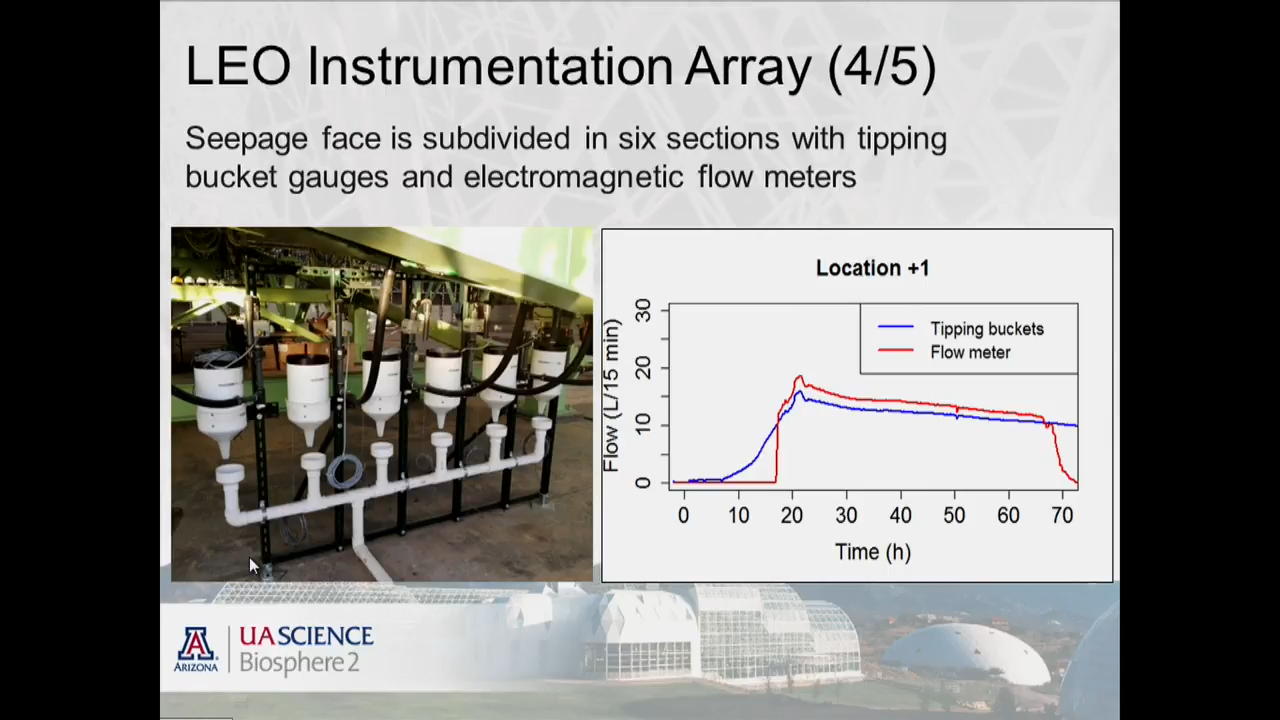 LEO Instrumentation Array (4/5)
Seepage face is subdivided in six sections with tipping
bucket gauges and electromagnetic flow meters
Location +1
Flow (L/15 min)
30
20
10
0
Tipping buckets
Flow meter
0 10 20 30 40 50 60 70
Time (h)
ARIZONA
UA SCIENCE
Biosphere 2